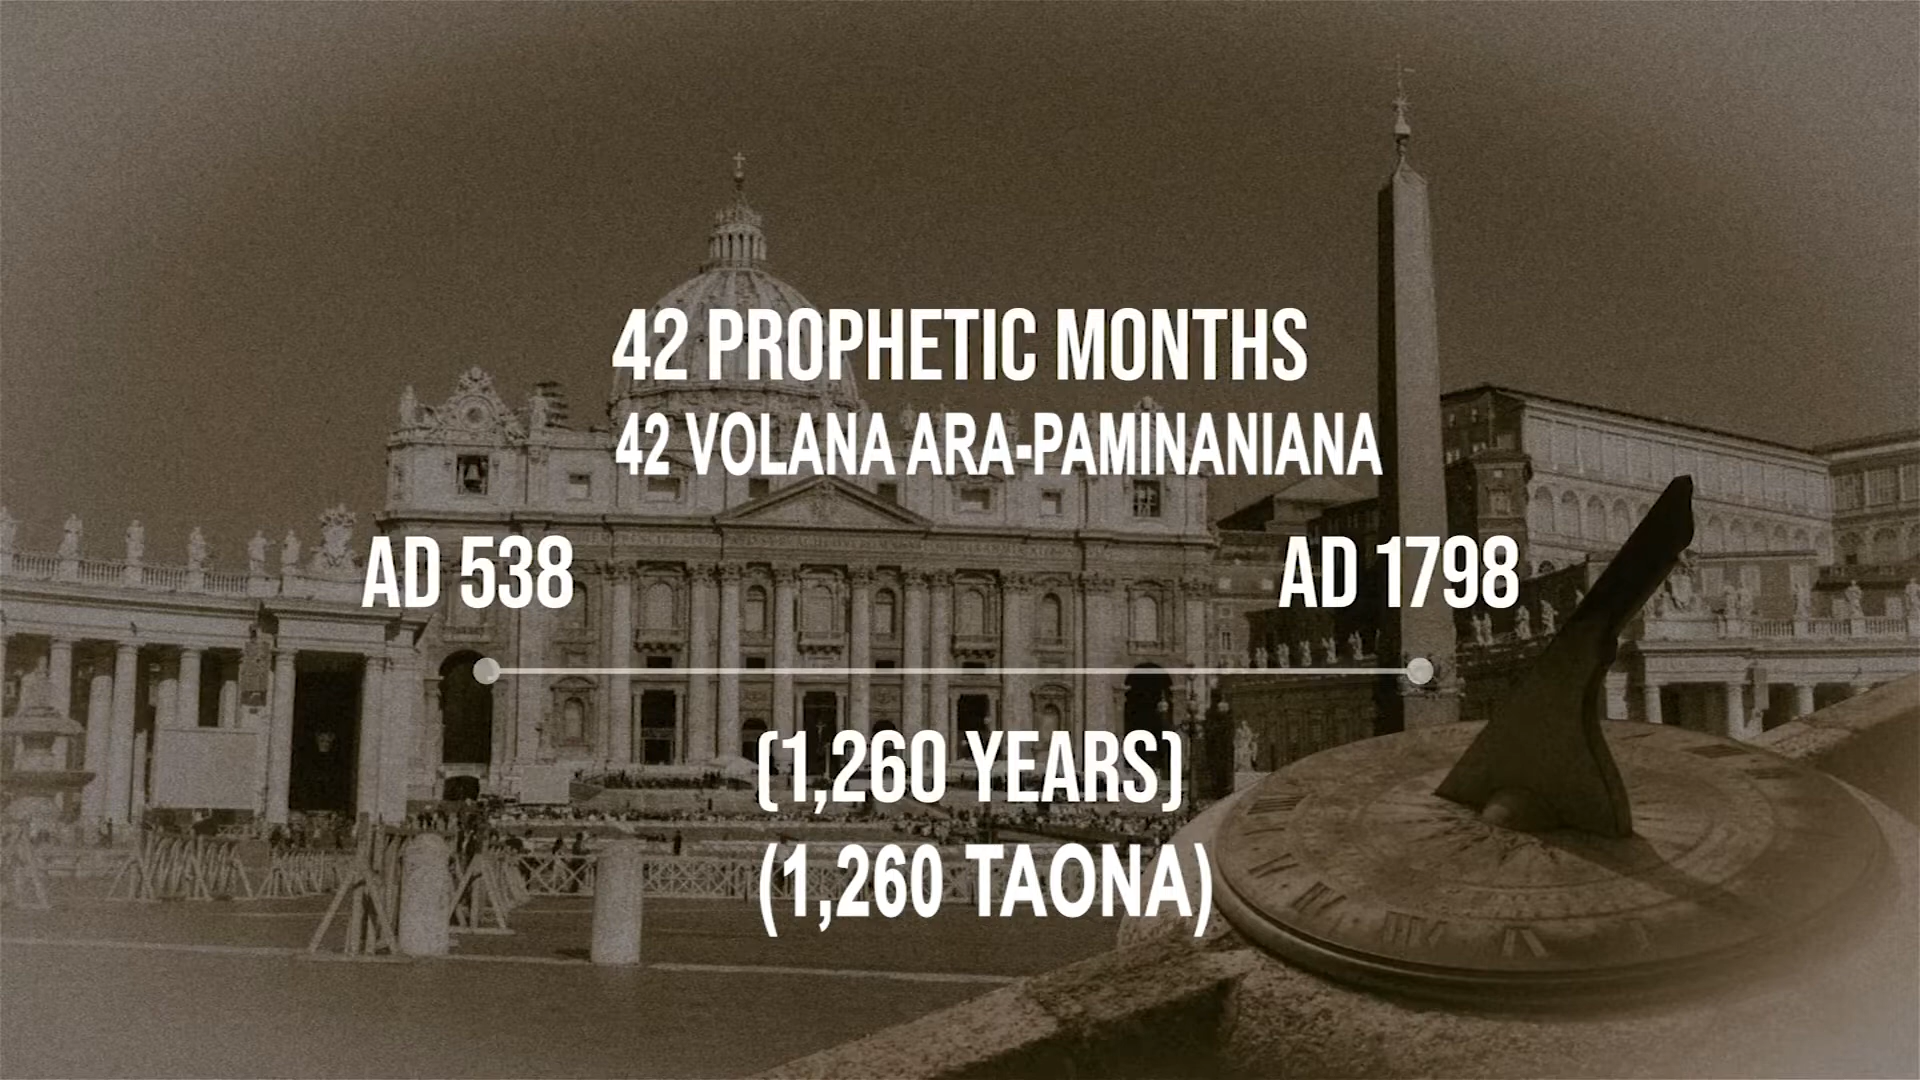 42 PROPHETIC MONTHS
42 VOLANA ARA-PAMINANIANA
AD 538
AD 1798
(1,260 YEARS)
(1,260 TAONA)